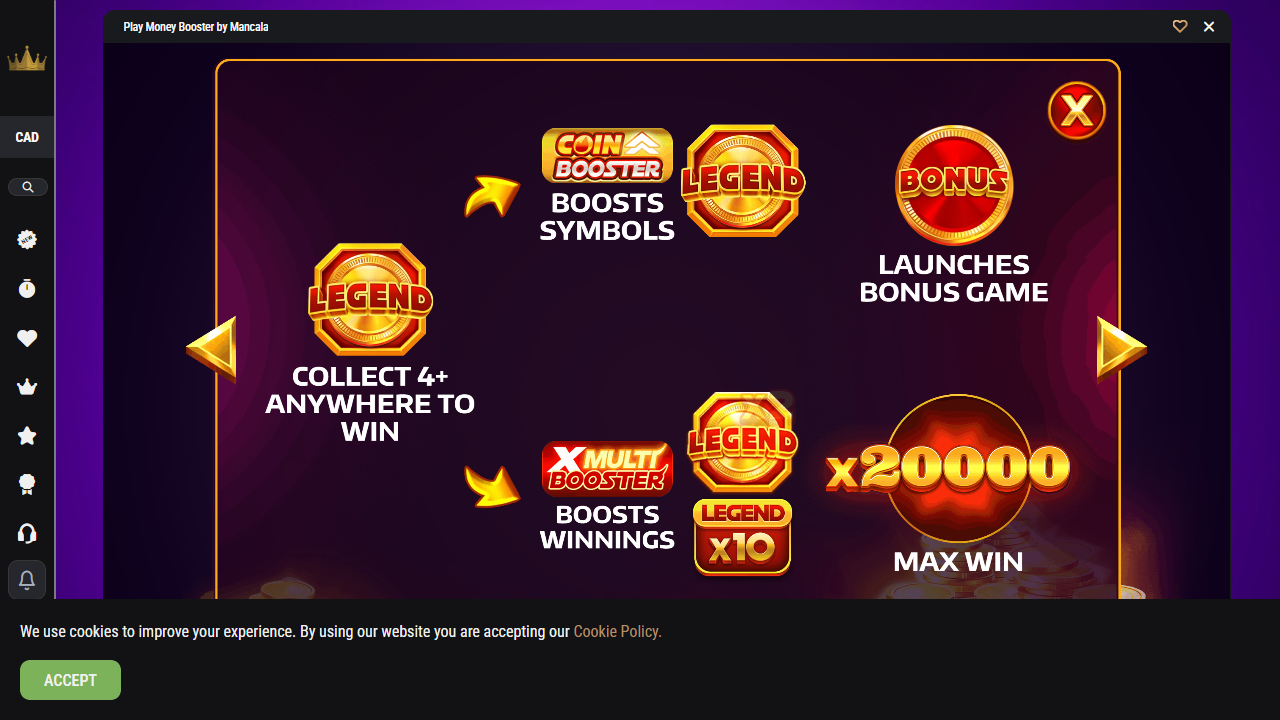 Play Money Booster by Mancala
CAD
NEW
X
COIN
BOOSTER
BOOSTS
SYMBOLS
LEGEND
BONUS
LAUNCHES
BONUS GAME
LEGEND
COLLECT 4+
ANYWHERE TO
WIN
X MULTI
BOOSTER
BOOSTS
WINNINGS
LEGEND
LEGEND
x10
x20000
MAX WIN
We use cookies to improve your experience. By using our website you are accepting our Cookie Policy.
ACCEPT